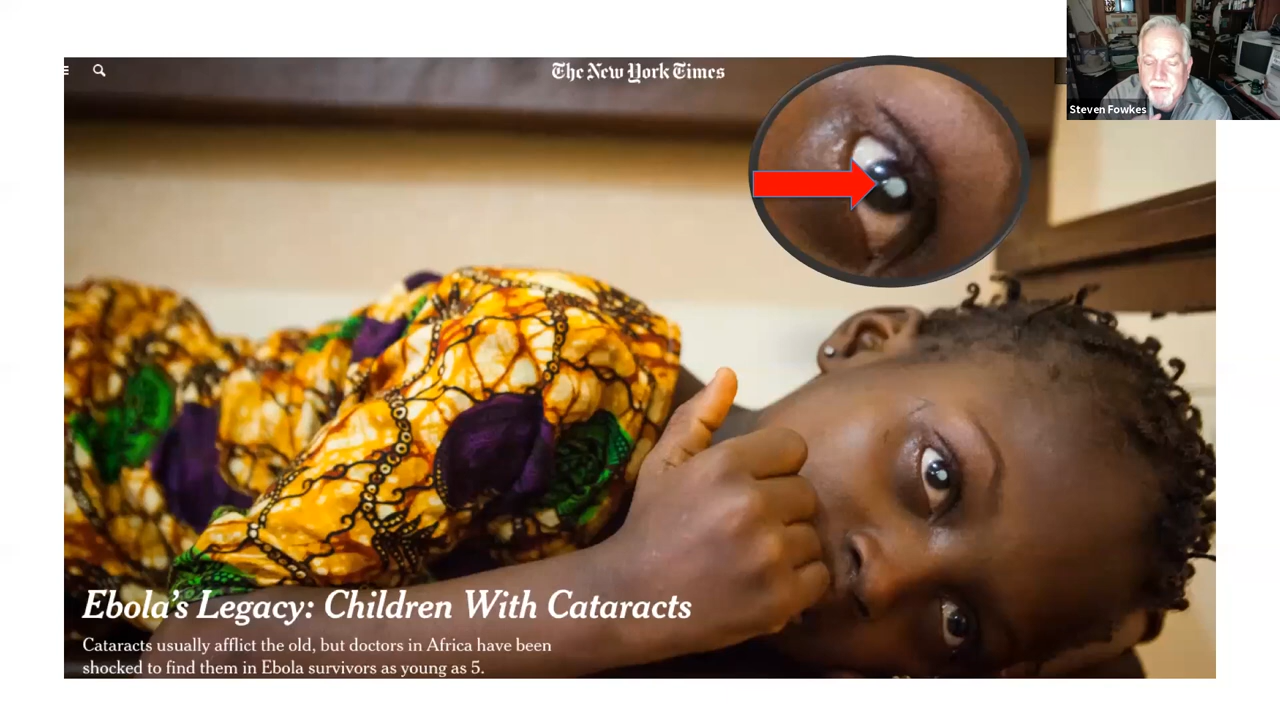 The New York Times
Steven Fowkes
Ebola's Legacy: Children With Cataracts
Cataracts usually afflict the old, but doctors in Africa have been
shocked to find them in Ebola survivors as young as 5.